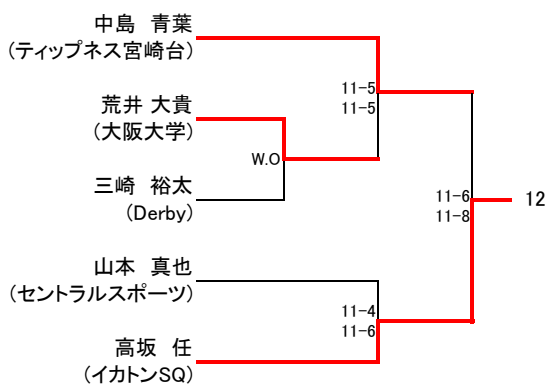 中島　青葉
(ティップネス宮崎台)
11-5
11-5
荒井 大貴
(大阪大学)
W.O
三崎　裕太
(Derby)
11-6
11-8
12
山本　真也
(セントラルスポーツ)
11-4
11-6
高坂　任
(イカトンSQ)